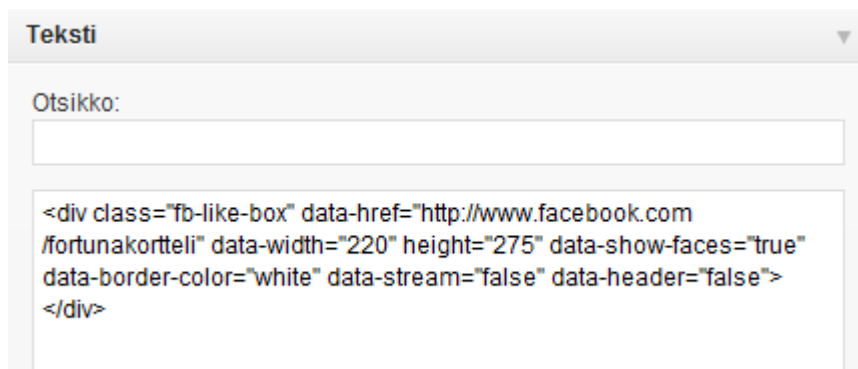 Teksti
Otsikko:
<div class="fb-like-box" data-href="http://www.facebook.com
/fortunakortteli" data-width="220" height="275" data-show-faces="true"
data-border-color="white" data-stream="false" data-header="false">
</div>